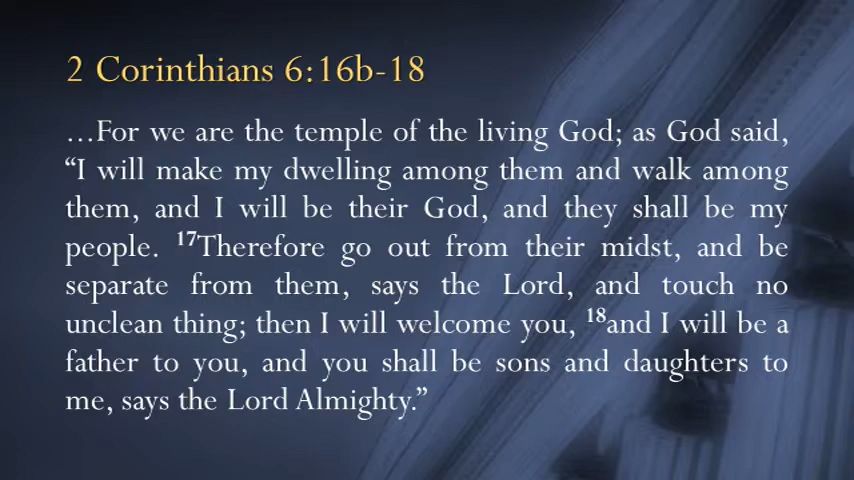 2 Corinthians 6:16b-18
…For we are the temple of the living God; as God said,
“I will make my dwelling among them and walk among
them, and I will be their God, and they shall be my
people. ¹⁷Therefore go out from their midst, and be
separate from them, says the Lord, and touch no
unclean thing; then I will welcome you, ¹⁸and I will be a
father to you, and you shall be sons and daughters to
me, says the Lord Almighty.”